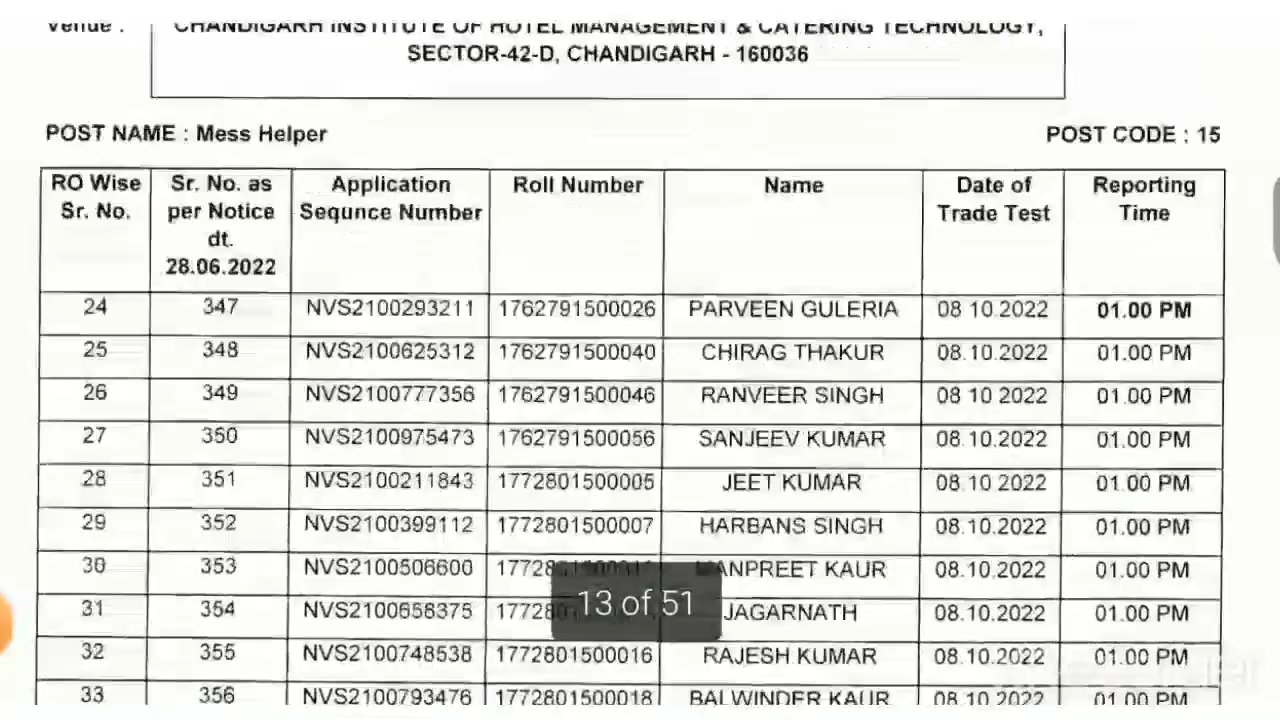 Venue :
CHANDIGARH INSTITUTE OF HOTEL MANAGEMENT & CATERING TECHNOLOGY,
SECTOR-42-D, CHANDIGARH - 160036
POST NAME : Mess Helper POST CODE : 15
RO Wise Sr. No. Sr. No. as per Notice dt. 28.06.2022 Application Sequnce Number Roll Number Name Date of Trade Test Reporting Time
24 347 NVS2100293211 1762791500026 PARVEEN GULERIA 08 10.2022 01.00 PM
25 348 NVS2100625312 1762791500040 CHIRAG THAKUR 08.10.2022 01.00 PM
26 349 NVS2100777356 1762791500046 RANVEER SINGH 08 10 2022 01.00 PM
27 350 NVS2100975473 1762791500056 SANJEEV KUMAR 08.10.2022 01.00 PM
28 351 NVS2100211843 1772801500005 JEET KUMAR 08.10 2022 01.00 PM
29 352 NVS2100399112 1772801500007 HARBANS SINGH 08.10.2022 01.00 PM
30 353 NVS2100506600 MANPREET KAUR 08.10.2022 01.00 PM
31 354 NVS2100656375 JAGARNATH 08.10.2022 01.00 PM
13 of 51
32 355 NVS2100748538 1772801500016 RAJESH KUMAR 08.10.2022 01.00 PM
33 356 NVS2100793476 1772801500018 BALWINDER KAUR 08.10.2022 01.00 PM